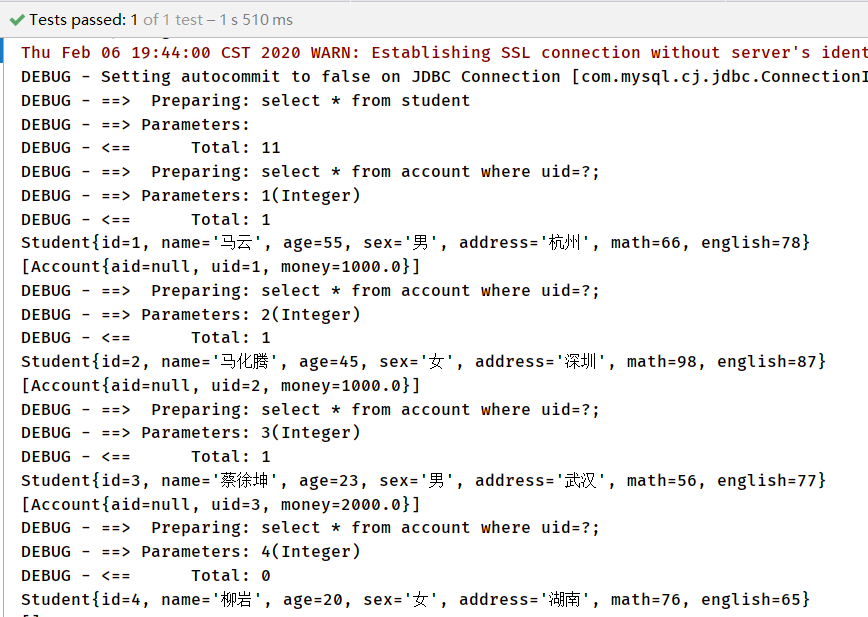 Tests passed: 1 of 1 test – 1 s 510 ms
Thu Feb 06 19:44:00 CST 2020 WARN: Establishing SSL connection without server's ident
DEBUG - Setting autocommit to false on JDBC Connection [com.mysql.cj.jdbc.ConnectionI
DEBUG - ==>  Preparing: select * from student
DEBUG - ==> Parameters:
DEBUG - <==      Total: 11
DEBUG - ==>  Preparing: select * from account where uid=?;
DEBUG - ==> Parameters: 1(Integer)
DEBUG - <==      Total: 1
Student{id=1, name='马云', age=55, sex='男', address='杭州', math=66, english=78}
[Account{aid=null, uid=1, money=1000.0}]
DEBUG - ==>  Preparing: select * from account where uid=?;
DEBUG - ==> Parameters: 2(Integer)
DEBUG - <==      Total: 1
Student{id=2, name='马化腾', age=45, sex='女', address='深圳', math=98, english=87}
[Account{aid=null, uid=2, money=1000.0}]
DEBUG - ==>  Preparing: select * from account where uid=?;
DEBUG - ==> Parameters: 3(Integer)
DEBUG - <==      Total: 1
Student{id=3, name='蔡徐坤', age=23, sex='男', address='武汉', math=56, english=77}
[Account{aid=null, uid=3, money=2000.0}]
DEBUG - ==>  Preparing: select * from account where uid=?;
DEBUG - ==> Parameters: 4(Integer)
DEBUG - <==      Total: 0
Student{id=4, name='柳岩', age=20, sex='女', address='湖南', math=76, english=65}